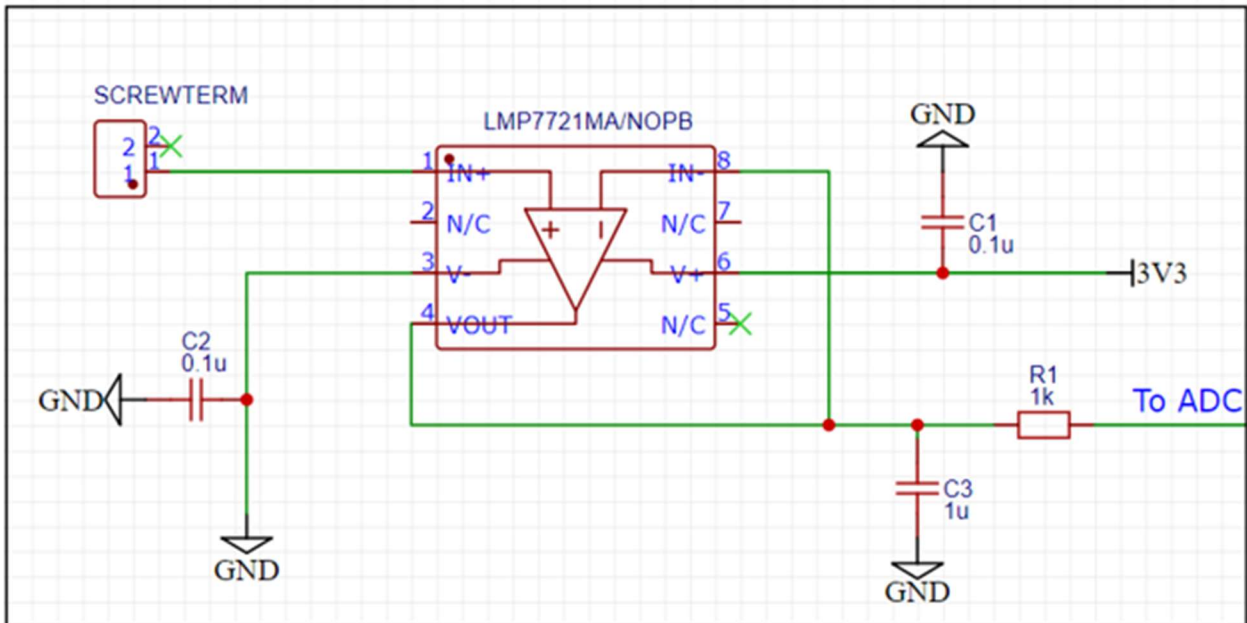 SCREWTERM
2
2
1
1
LMP7721MA/NOPB
1
IN+
2
N/C
3
V-
4
VOUT
8
IN-
7
N/C
6
V+
5
N/C
+
-
GND
C1
0.1u
3V3
C2
0.1u
GND
GND
R1
1k
To ADC
C3
1u
GND